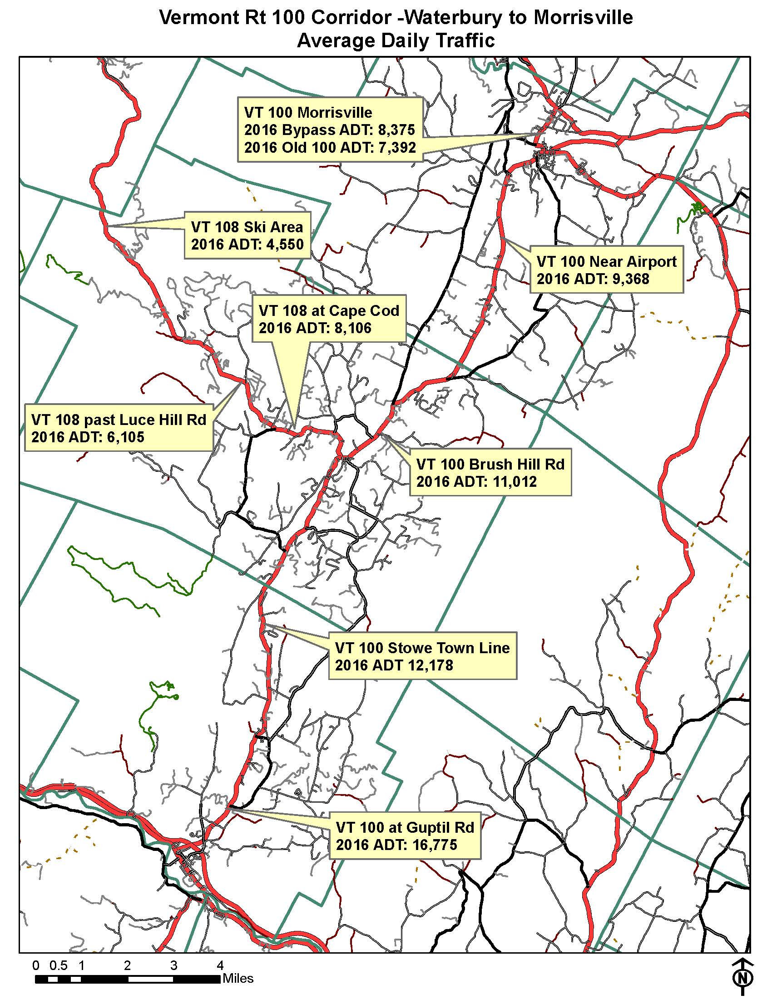 Vermont Rt 100 Corridor -Waterbury to Morrisville
Average Daily Traffic
VT 100 Morrisville
2016 Bypass ADT: 8,375
2016 Old 100 ADT: 7,392
VT 108 Ski Area
2016 ADT: 4,550
VT 100 Near Airport
2016 ADT: 9,368
VT 108 at Cape Cod
2016 ADT: 8,106
VT 108 past Luce Hill Rd
2016 ADT: 6,105
VT 100 Brush Hill Rd
2016 ADT: 11,012
VT 100 Stowe Town Line
2016 ADT 12,178
VT 100 at Guptil Rd
2016 ADT: 16,775
0 0.5 1 2 3 4
Miles
N